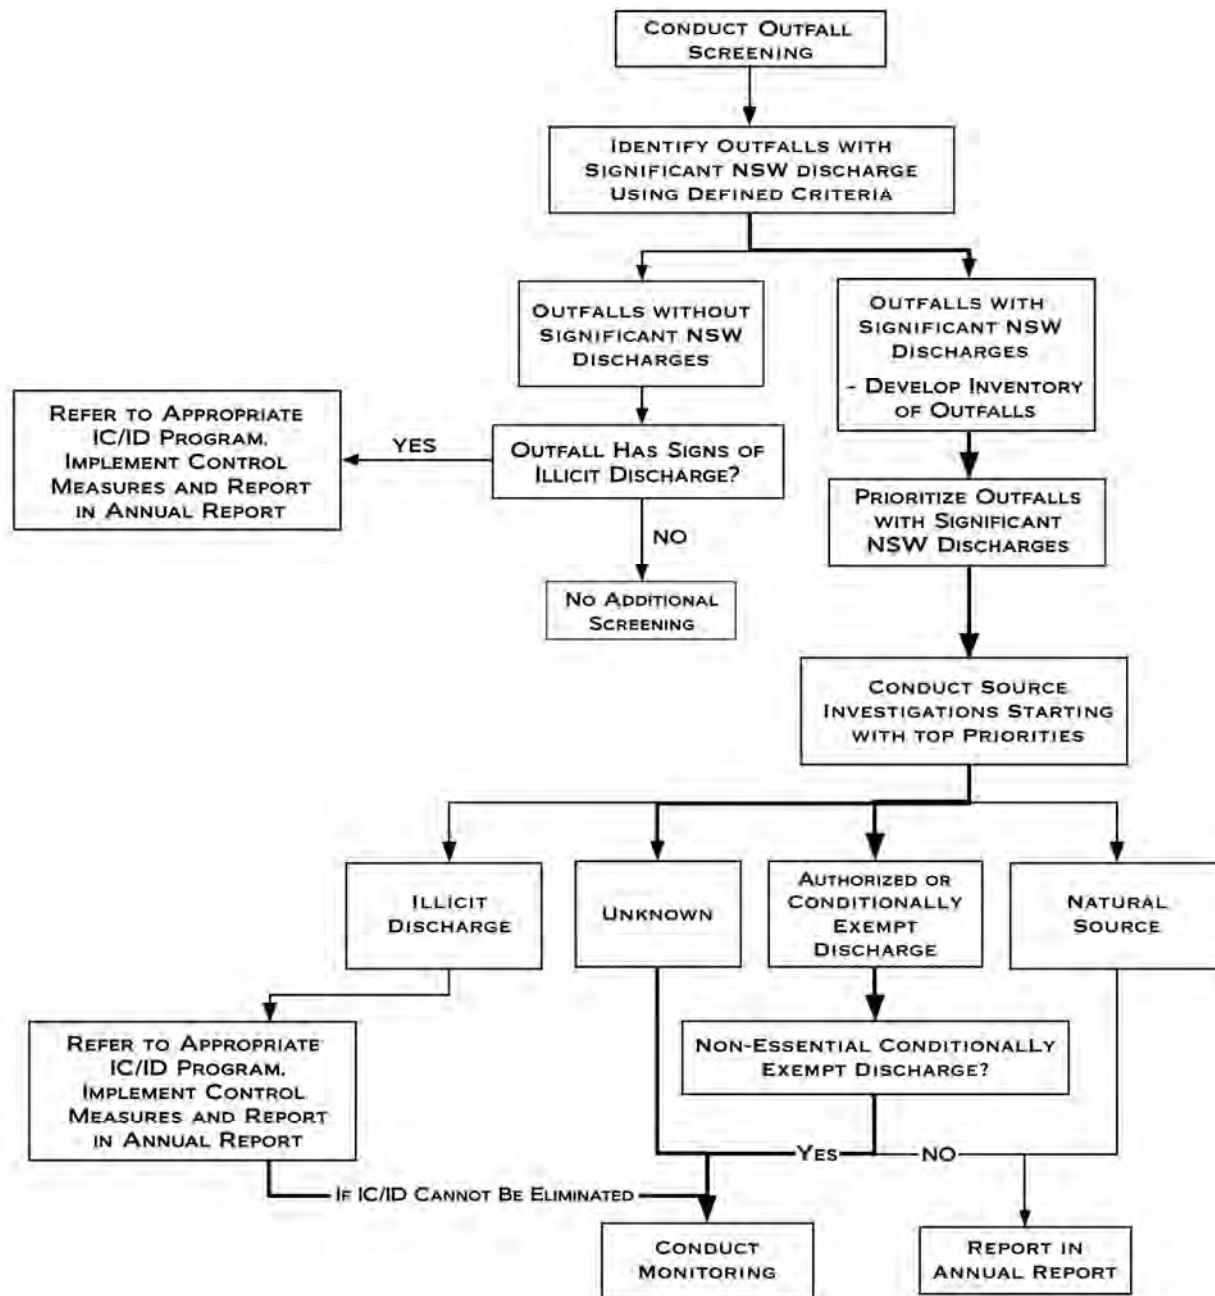 CONDUCT OUTFALL
SCREENING
IDENTIFY OUTFALLS WITH
SIGNIFICANT NSW DISCHARGE
USING DEFINED CRITERIA
OUTFALLS WITHOUT
SIGNIFICANT NSW
DISCHARGES
OUTFALLS WITH
SIGNIFICANT NSW
DISCHARGES
- DEVELOP INVENTORY
OF OUTFALLS
REFER TO APPROPRIATE
IC/ID PROGRAM.
IMPLEMENT CONTROL
MEASURES AND REPORT
IN ANNUAL REPORT
YES
OUTFALL HAS SIGNS OF
ILLICIT DISCHARGE?
PRIORITIZE OUTFALLS
WITH SIGNIFICANT
NSW DISCHARGES
NO
NO ADDITIONAL
SCREENING
CONDUCT SOURCE
INVESTIGATIONS STARTING
WITH TOP PRIORITIES
ILLICIT
DISCHARGE
UNKNOWN
AUTHORIZED OR
CONDITIONALLY
EXEMPT
DISCHARGE
NATURAL
SOURCE
REFER TO APPROPRIATE
IC/ID PROGRAM.
IMPLEMENT CONTROL
MEASURES AND REPORT
IN ANNUAL REPORT
NON-ESSENTIAL CONDITIONALLY
EXEMPT DISCHARGE?
YES
NO
IF IC/ID CANNOT BE ELIMINATED
CONDUCT
MONITORING
REPORT IN
ANNUAL REPORT